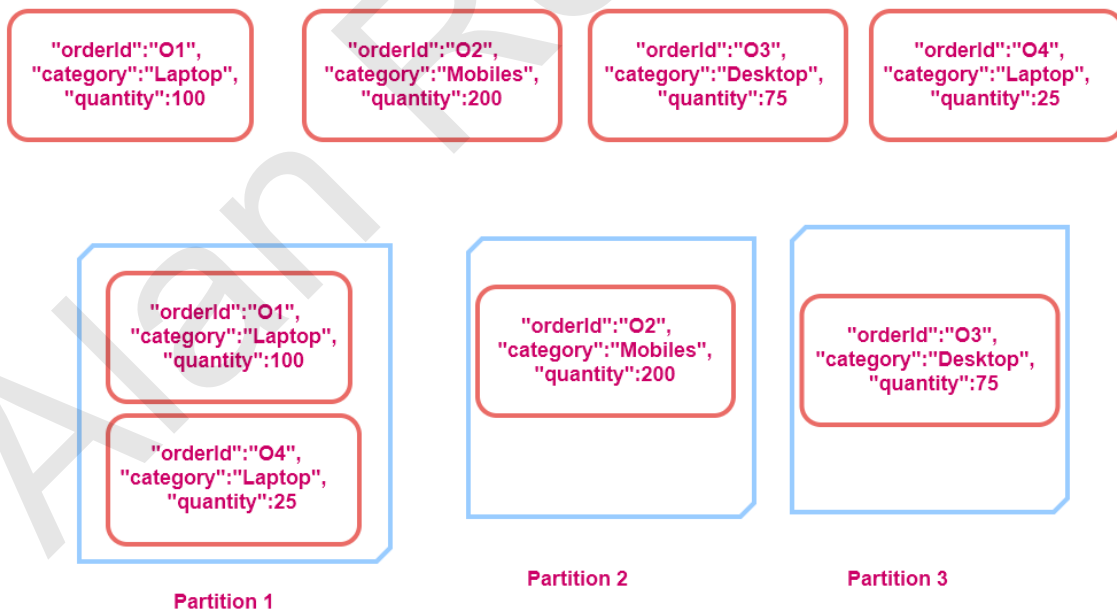 "orderId":"O1",
"category":"Laptop",
"quantity":100
"orderId":"O2",
"category":"Mobiles",
"quantity":200
"orderId":"O3",
"category":"Desktop",
"quantity":75
"orderId":"O4",
"category":"Laptop",
"quantity":25
"orderId":"O1",
"category":"Laptop",
"quantity":100
"orderId":"O4",
"category":"Laptop",
"quantity":25
Partition 1
"orderId":"O2",
"category":"Mobiles",
"quantity":200
Partition 2
"orderId":"O3",
"category":"Desktop",
"quantity":75
Partition 3
Alan